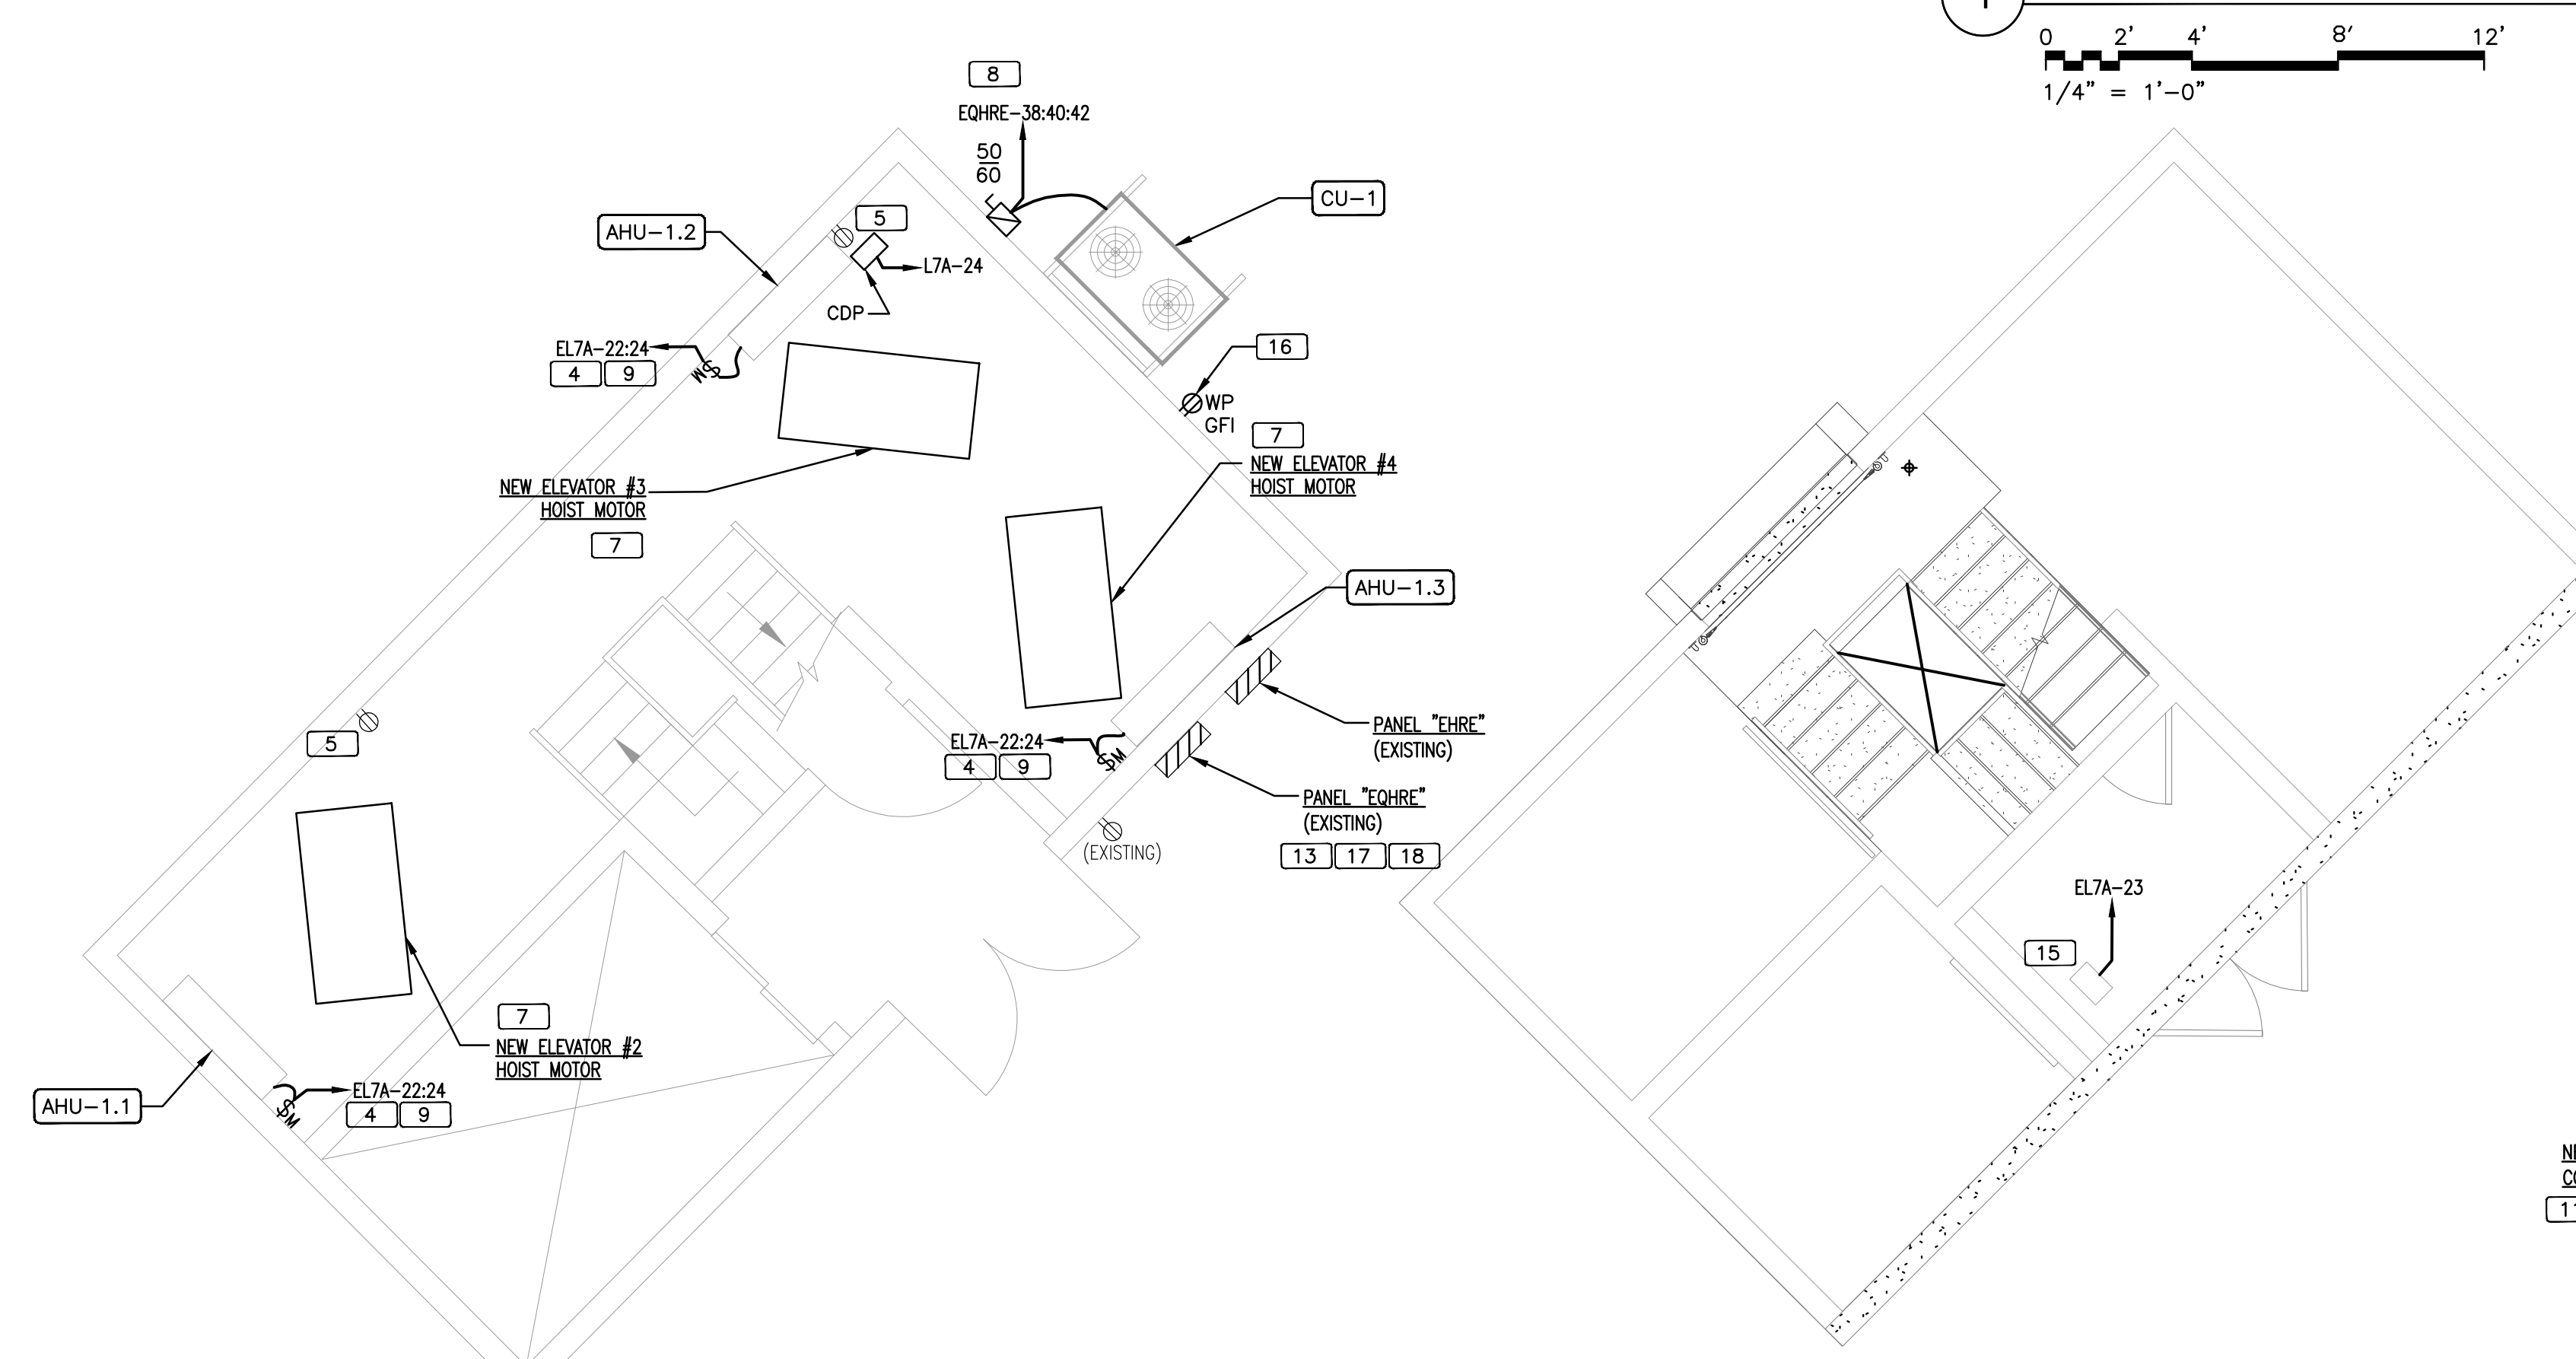 1
0 2' 4' 8' 12'
1/4" = 1'-0"
8
EQHRE-38:40:42
50
60
CU-1
AHU-1.2
5
L7A-24
CDP
EL7A-22:24
4 9
$M
16
WP
GFI
7
NEW ELEVATOR #4
HOIST MOTOR
NEW ELEVATOR #3
HOIST MOTOR
7
AHU-1.3
PANEL "EHRE"
(EXISTING)
EL7A-22:24
4 9
$M
PANEL "EQHRE"
(EXISTING)
13 17 18
(EXISTING)
5
7
NEW ELEVATOR #2
HOIST MOTOR
AHU-1.1
EL7A-22:24
4 9
$M
EL7A-23
15